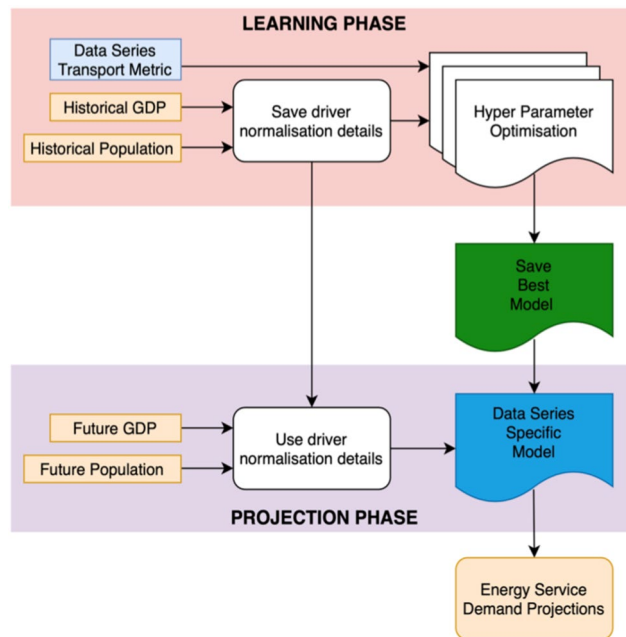 LEARNING PHASE
Data Series
Transport Metric
Historical GDP
Historical Population
Save driver
normalisation details
Hyper Parameter
Optimisation
Save
Best
Model
Future GDP
Future Population
Use driver
normalisation details
Data Series
Specific
Model
PROJECTION PHASE
Energy Service
Demand Projections